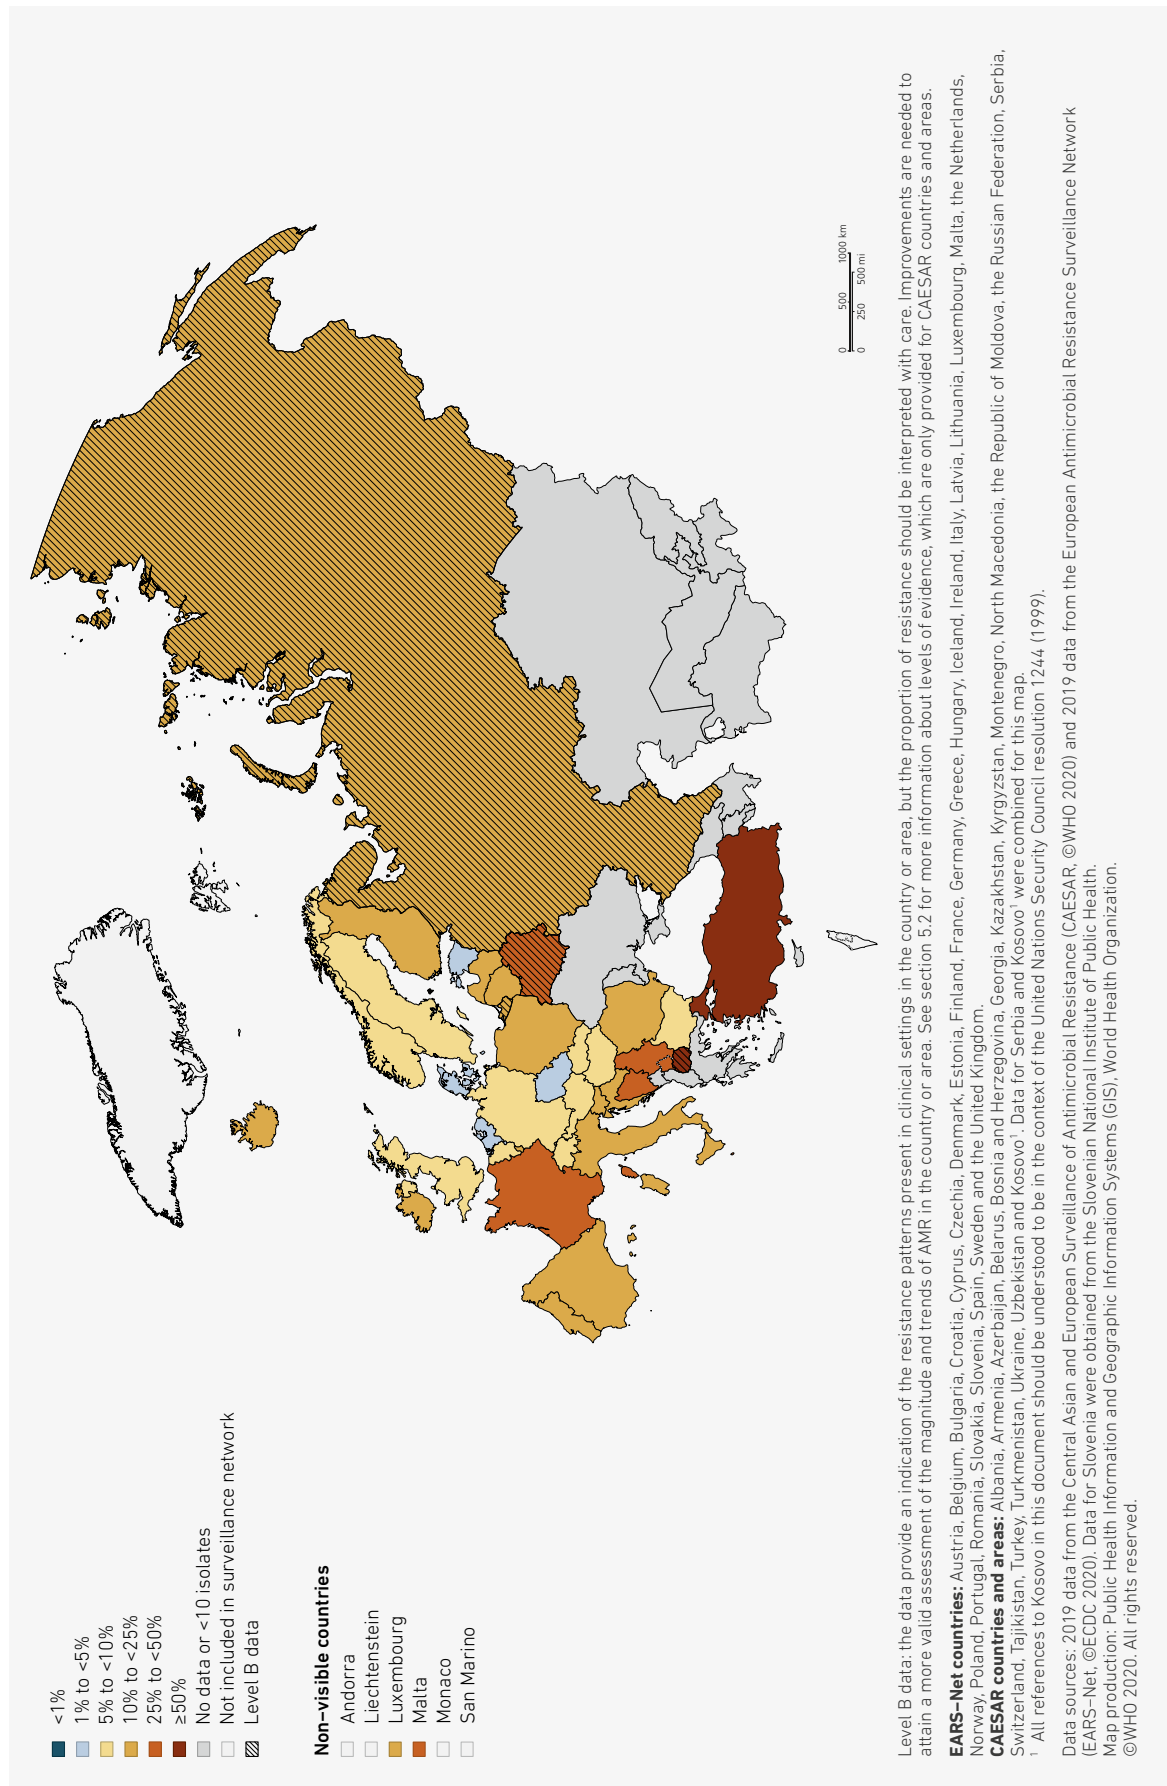 <1%
1% to <5%
5% to <10%
10% to <25%
25% to <50%
≥50%
No data or <10 isolates
Not included in surveillance network
Level B data
Non–visible countries
Andorra
Liechtenstein
Luxembourg
Malta
Monaco
San Marino
0 500 1000 km
0 250 500 mi
Level B data: the data provide an indication of the resistance patterns present in clinical settings in the country or area, but the proportion of resistance should be interpreted with care. Improvements are needed to
attain a more valid assessment of the magnitude and trends of AMR in the country or area. See section 5.2 for more information about levels of evidence, which are only provided for CAESAR countries and areas.
EARS–Net countries: Austria, Belgium, Bulgaria, Croatia, Cyprus, Czechia, Denmark, Estonia, Finland, France, Germany, Greece, Hungary, Iceland, Ireland, Italy, Latvia, Lithuania, Luxembourg, Malta, the Netherlands,
Norway, Poland, Portugal, Romania, Slovakia, Slovenia, Spain, Sweden and the United Kingdom.
CAESAR countries and areas: Albania, Armenia, Azerbaijan, Belarus, Bosnia and Herzegovina, Georgia, Kazakhstan, Kyrgyzstan, Montenegro, North Macedonia, the Republic of Moldova, the Russian Federation, Serbia,
Switzerland, Tajikistan, Turkey, Turkmenistan, Ukraine, Uzbekistan and Kosovo¹. Data for Serbia and Kosovo¹ were combined for this map.
¹ All references to Kosovo in this document should be understood to be in the context of the United Nations Security Council resolution 1244 (1999).
Data sources: 2019 data from the Central Asian and European Surveillance of Antimicrobial Resistance (CAESAR, ©WHO 2020) and 2019 data from the European Antimicrobial Resistance Surveillance Network
(EARS–Net, ©ECDC 2020). Data for Slovenia were obtained from the Slovenian National Institute of Public Health.
Map production: Public Health Information and Geographic Information Systems (GIS), World Health Organization.
©WHO 2020. All rights reserved.